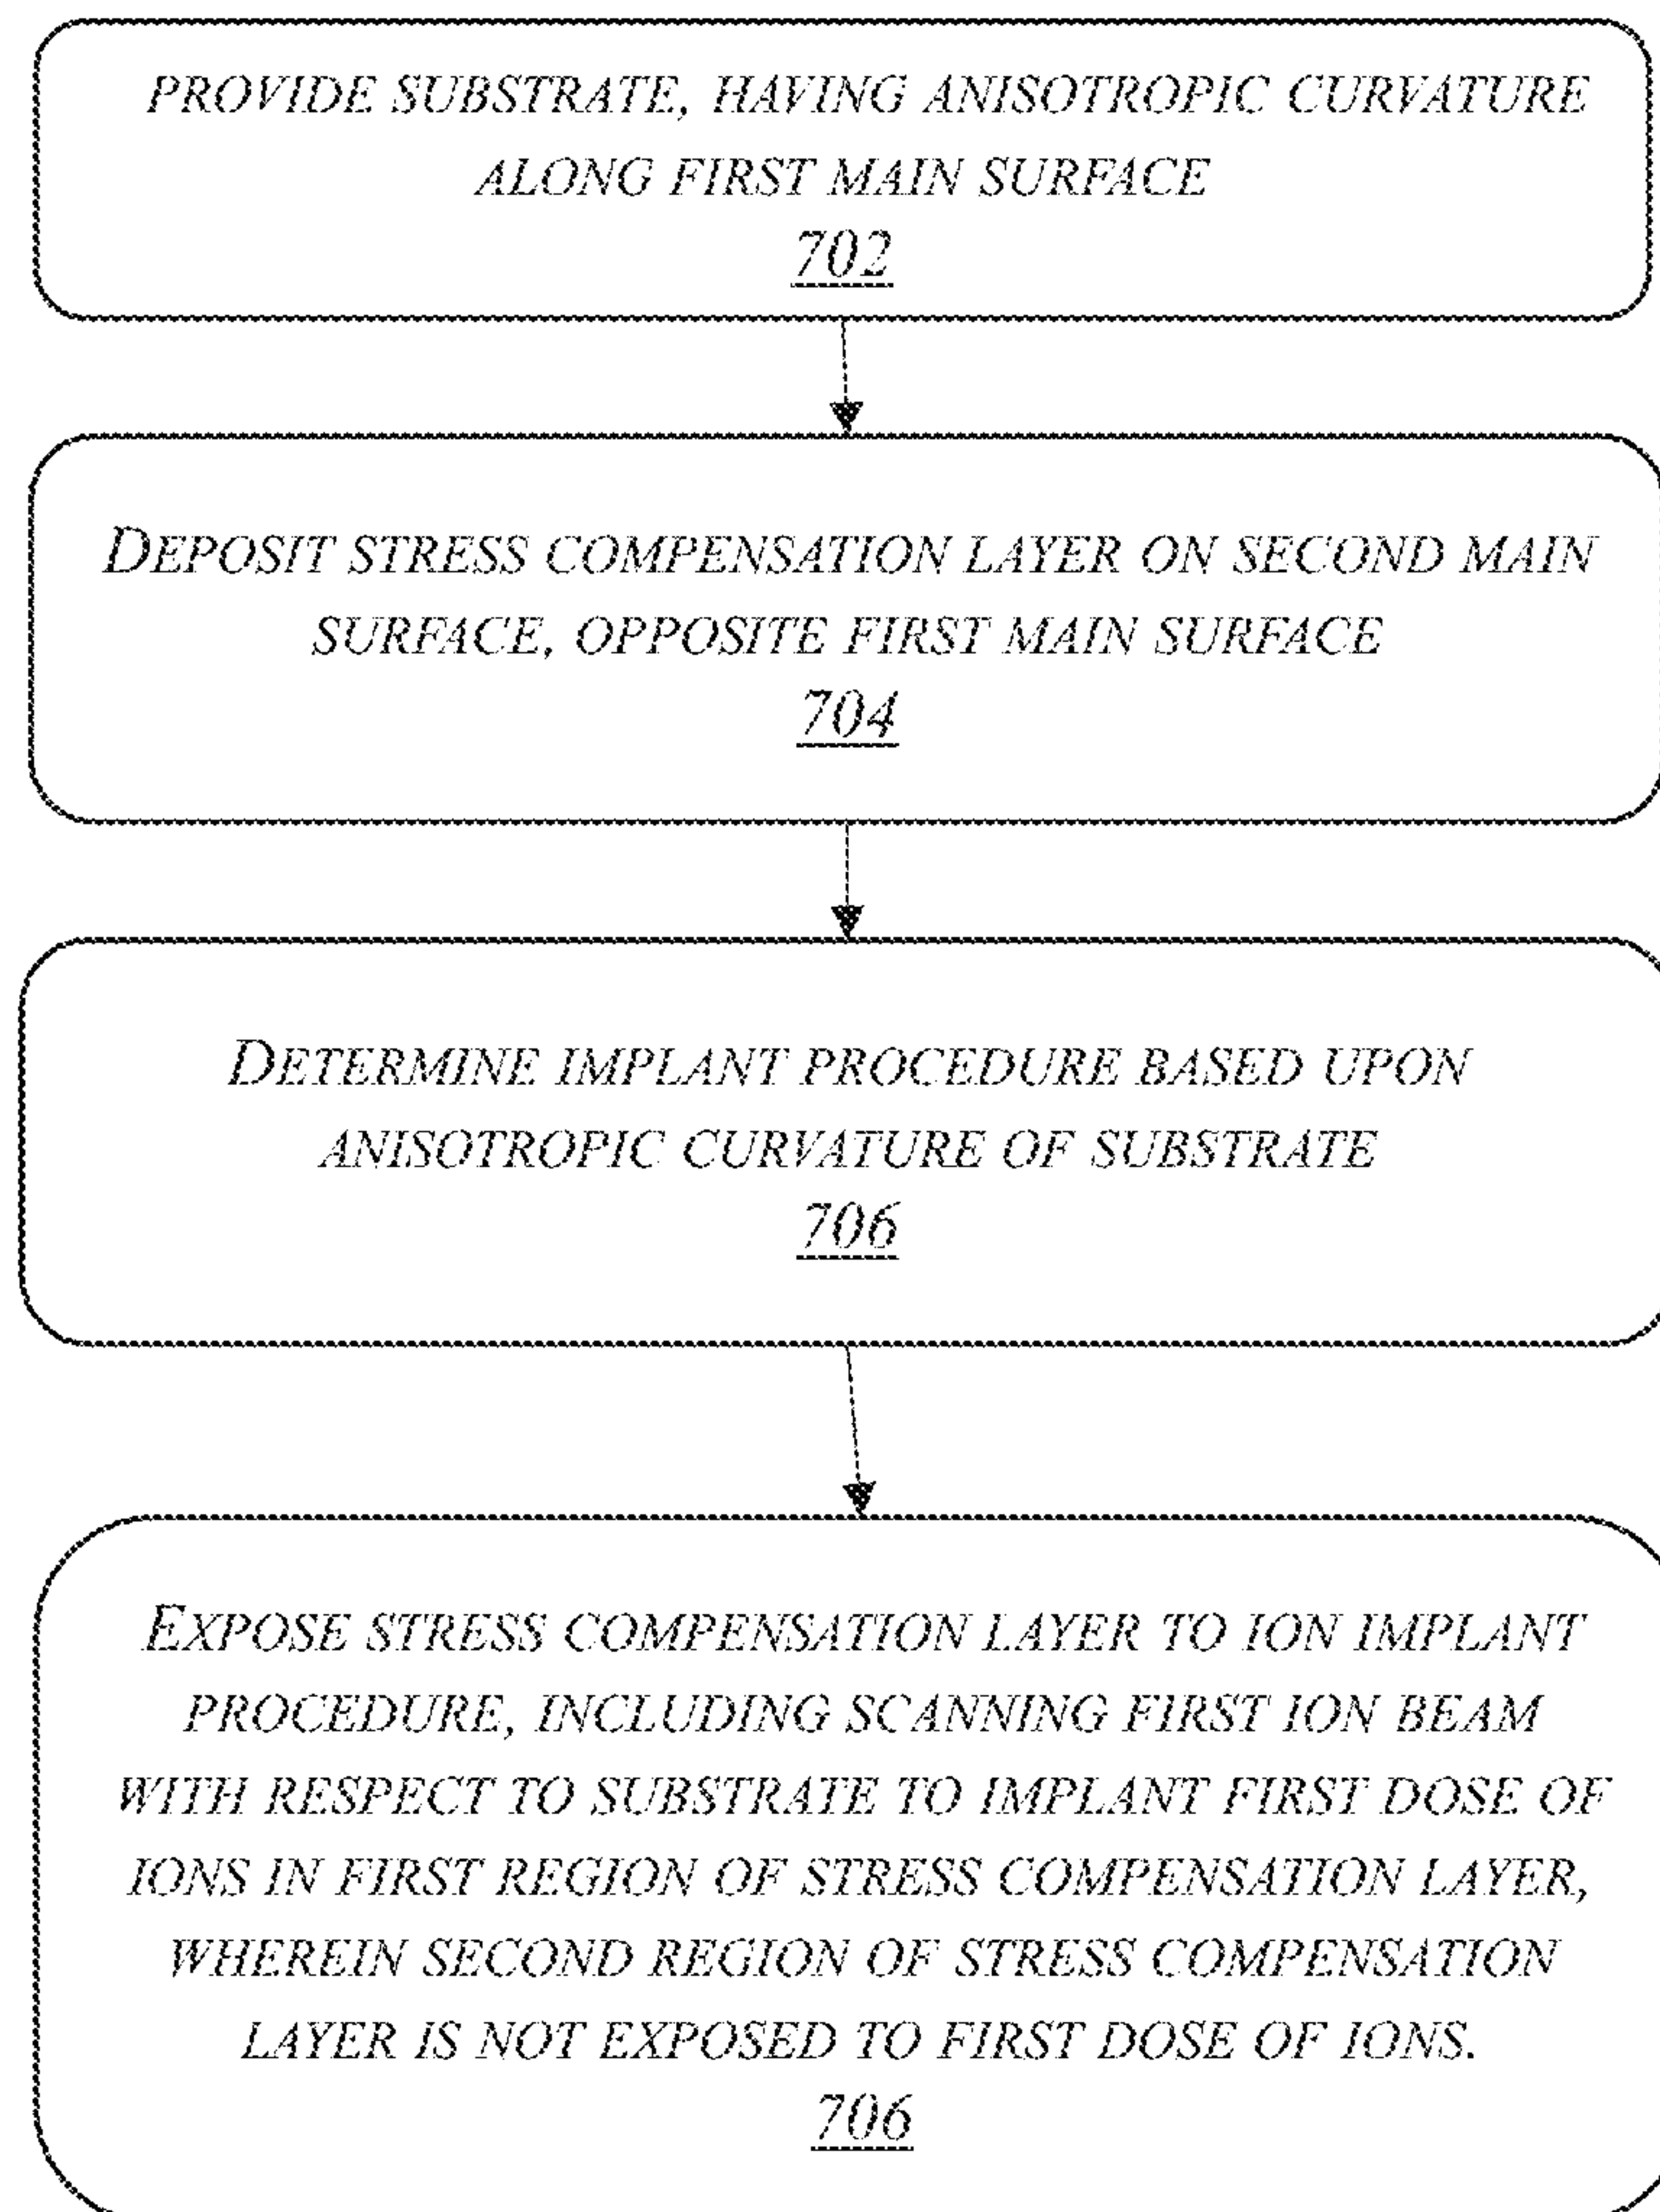 PROVIDE SUBSTRATE, HAVING ANISOTROPIC CURVATURE
ALONG FIRST MAIN SURFACE
702
DEPOSIT STRESS COMPENSATION LAYER ON SECOND MAIN
SURFACE, OPPOSITE FIRST MAIN SURFACE
704
DETERMINE IMPLANT PROCEDURE BASED UPON
ANISOTROPIC CURVATURE OF SUBSTRATE
706
EXPOSE STRESS COMPENSATION LAYER TO ION IMPLANT
PROCEDURE, INCLUDING SCANNING FIRST ION BEAM
WITH RESPECT TO SUBSTRATE TO IMPLANT FIRST DOSE OF
IONS IN FIRST REGION OF STRESS COMPENSATION LAYER,
WHEREIN SECOND REGION OF STRESS COMPENSATION
LAYER IS NOT EXPOSED TO FIRST DOSE OF IONS.
706